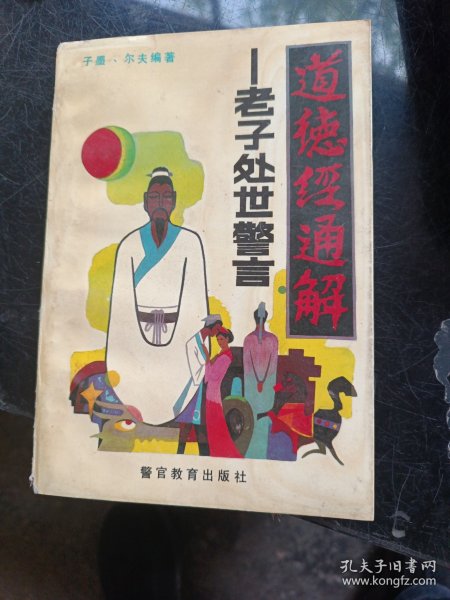 子墨、尔夫编著
道德经通解
—老子处世警言
警官教育出版社
孔夫子旧书网
www.kongfz.com